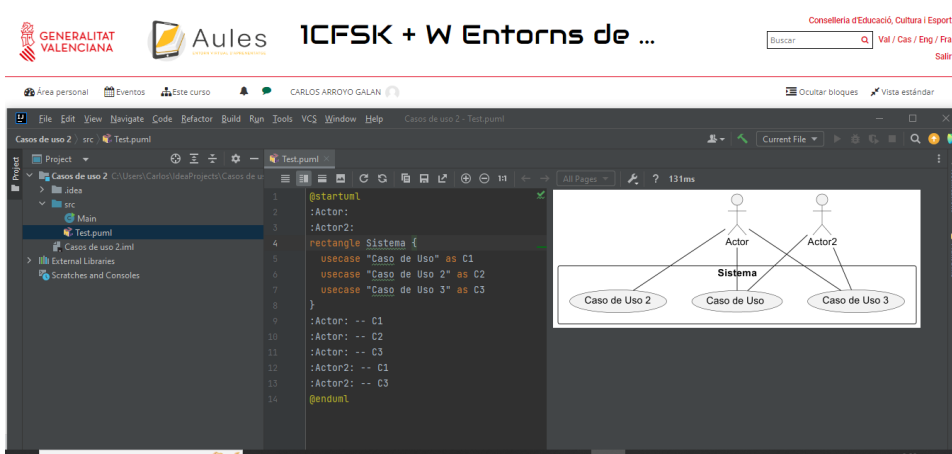 GENERALITAT
VALENCIANA
Aules
1CFSK + W Entorns de ...
Conselleria d'Educació, Cultura i Esport
Buscar
Val / Cas / Eng / Fra
Salir
Área personal
Eventos
Este curso
CARLOS ARROYO GALAN
Ocultar bloques
Vista estándar
File Edit View Navigate Code Refactor Build Run Tools VCS Window Help
Casos de uso 2 - Test.puml
Casos de uso 2 src Test.puml
Current File
Project
Project
Test.puml
Casos de uso 2 C:\Users\Carlos\IdeaProjects\Casos de u
.idea
src
Main
Test.puml
Casos de uso 2.iml
External Libraries
Scratches and Consoles
1:1
All Pages
? 131ms
1 @startuml
2 :Actor:
3 :Actor2:
4 rectangle Sistema {
5 usecase "Caso de Uso" as C1
6 usecase "Caso de Uso 2" as C2
7 usecase "Caso de Uso 3" as C3
8 }
9 :Actor: -- C1
10 :Actor: -- C2
11 :Actor: -- C3
12 :Actor2: -- C1
13 :Actor2: -- C3
14 @enduml
Actor
Actor2
Sistema
Caso de Uso 2
Caso de Uso
Caso de Uso 3